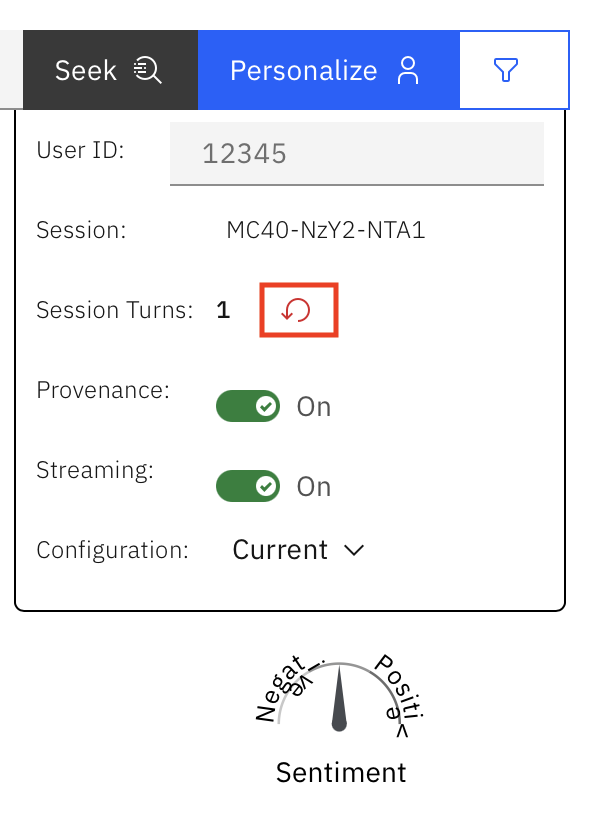 Seek Personalize
User ID: 12345
Session: MC40-NzY2-NTA1
Session Turns: 1
Provenance: On
Streaming: On
Configuration: Current
Negative Positive
Sentiment